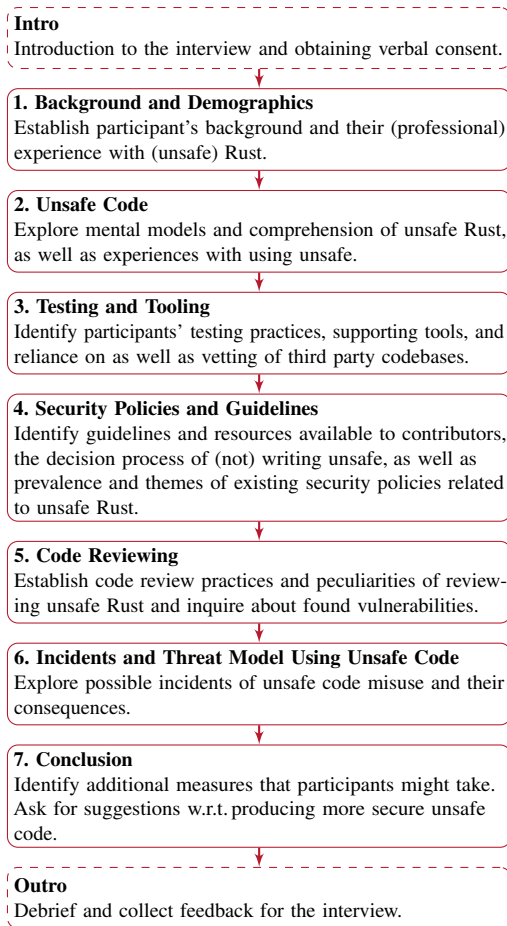 Intro
Introduction to the interview and obtaining verbal consent.
1. Background and Demographics
Establish participant's background and their (professional)
experience with (unsafe) Rust.
2. Unsafe Code
Explore mental models and comprehension of unsafe Rust,
as well as experiences with using unsafe.
3. Testing and Tooling
Identify participants' testing practices, supporting tools, and
reliance on as well as vetting of third party codebases.
4. Security Policies and Guidelines
Identify guidelines and resources available to contributors,
the decision process of (not) writing unsafe, as well as
prevalence and themes of existing security policies related
to unsafe Rust.
5. Code Reviewing
Establish code review practices and peculiarities of review-
ing unsafe Rust and inquire about found vulnerabilities.
6. Incidents and Threat Model Using Unsafe Code
Explore possible incidents of unsafe code misuse and their
consequences.
7. Conclusion
Identify additional measures that participants might take.
Ask for suggestions w.r.t. producing more secure unsafe
code.
Outro
Debrief and collect feedback for the interview.